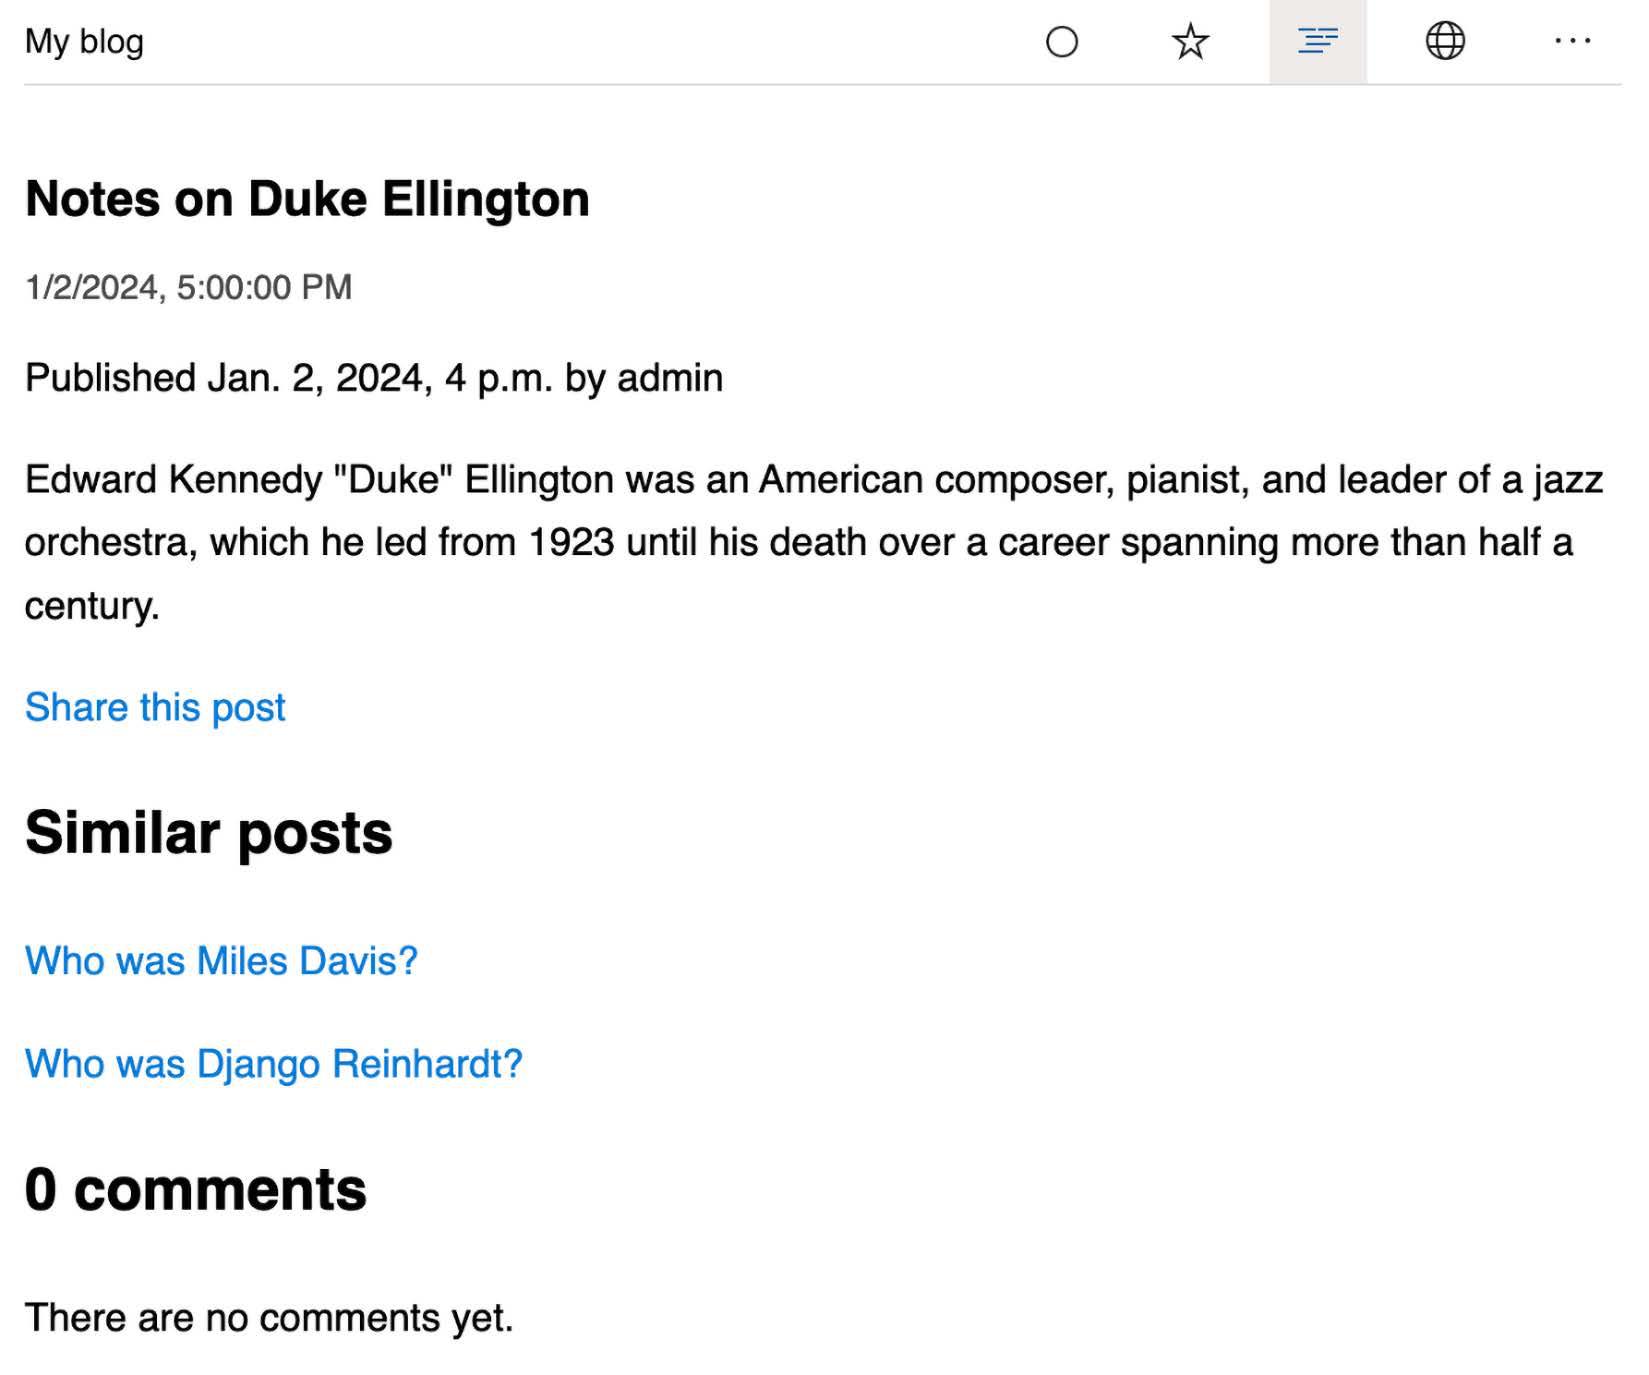 My blog
Notes on Duke Ellington
1/2/2024, 5:00:00 PM
Published Jan. 2, 2024, 4 p.m. by admin
Edward Kennedy "Duke" Ellington was an American composer, pianist, and leader of a jazz
orchestra, which he led from 1923 until his death over a career spanning more than half a
century.
Share this post
Similar posts
Who was Miles Davis?
Who was Django Reinhardt?
0 comments
There are no comments yet.